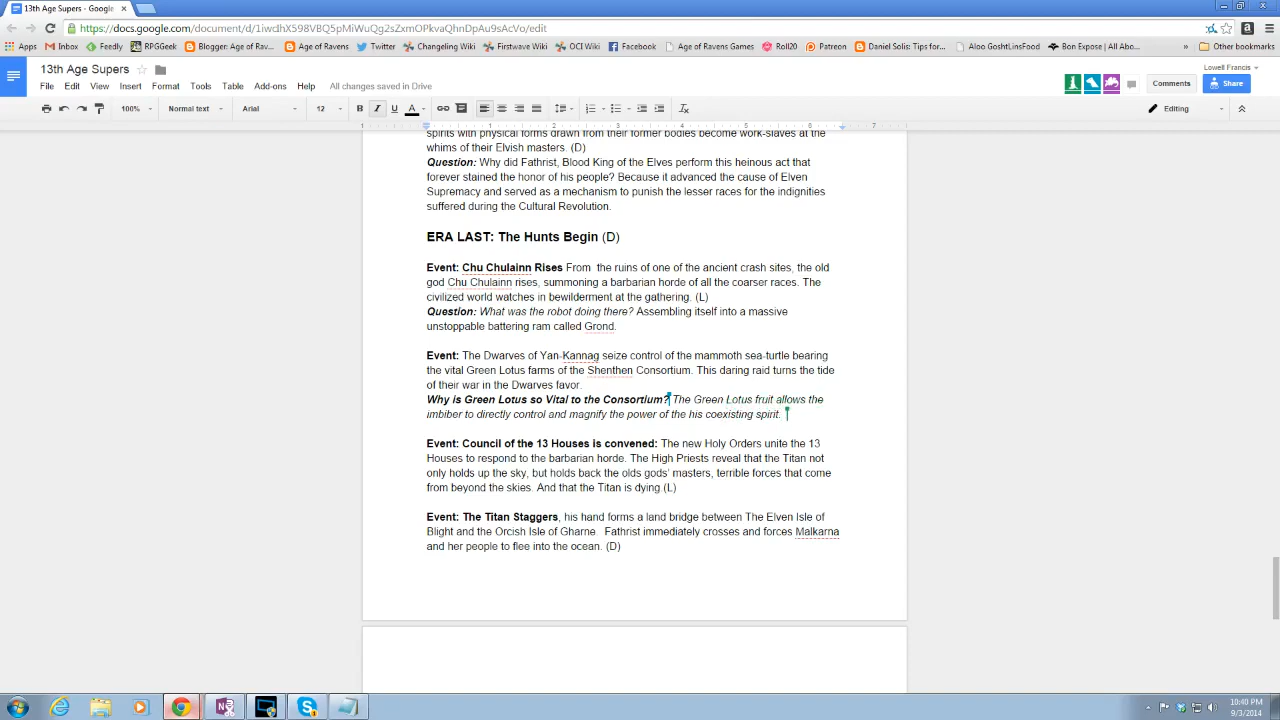 13th Age Supers - Google
https://docs.google.com/document/d/1iwcdhX598VBQ5pMiWuQg2sZxmOPkvaQhnDpAu9sAcVo/edit
Apps Inbox Feedly RPGGeek Blogger: Age of Rav... Age of Ravens Twitter Changeling Wiki Firstwave Wiki OCI Wiki Facebook Age of Ravens Games Roll20 Patreon Daniel Solis: Tips for... Aloo GoshtLinsFood Bon Expose | All Abo... » Other bookmarks
13th Age Supers
Lowell Francis
File Edit View Insert Format Tools Table Add-ons Help All changes saved in Drive
Comments Share
100% Normal text Arial 12 B I U A Editing
1 1 2 3 4 5 6 7
spirits with physical forms drawn from their former bodies become work-slaves at the
whims of their Elvish masters. (D)
Question: Why did Fathrist, Blood King of the Elves perform this heinous act that
forever stained the honor of his people? Because it advanced the cause of Elven
Supremacy and served as a mechanism to punish the lesser races for the indignities
suffered during the Cultural Revolution.
ERA LAST: The Hunts Begin (D)
Event: Chu Chulainn Rises From the ruins of one of the ancient crash sites, the old
god Chu Chulainn rises, summoning a barbarian horde of all the coarser races. The
civilized world watches in bewilderment at the gathering. (L)
Question: What was the robot doing there? Assembling itself into a massive
unstoppable battering ram called Grond.
Event: The Dwarves of Yan-Kannag seize control of the mammoth sea-turtle bearing
the vital Green Lotus farms of the Shenthen Consortium. This daring raid turns the tide
of their war in the Dwarves favor.
Why is Green Lotus so Vital to the Consortium? The Green Lotus fruit allows the
imbiber to directly control and magnify the power of the his coexisting spirit.
Event: Council of the 13 Houses is convened: The new Holy Orders unite the 13
Houses to respond to the barbarian horde. The High Priests reveal that the Titan not
only holds up the sky, but holds back the olds gods' masters, terrible forces that come
from beyond the skies. And that the Titan is dying.(L)
Event: The Titan Staggers, his hand forms a land bridge between The Elven Isle of
Blight and the Orcish Isle of Gharne. Fathrist immediately crosses and forces Malkarna
and her people to flee into the ocean. (D)
10:40 PM
9/3/2014